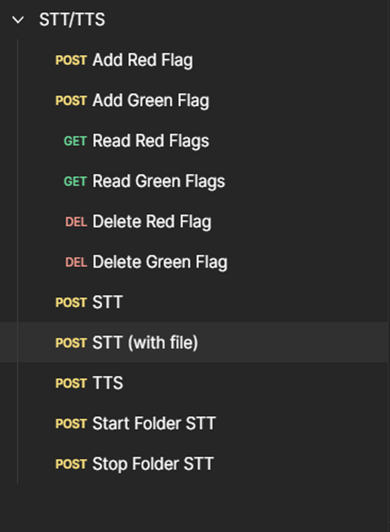 STT/TTS
POST Add Red Flag
POST Add Green Flag
GET Read Red Flags
GET Read Green Flags
DEL Delete Red Flag
DEL Delete Green Flag
POST STT
POST STT (with file)
POST TTS
POST Start Folder STT
POST Stop Folder STT